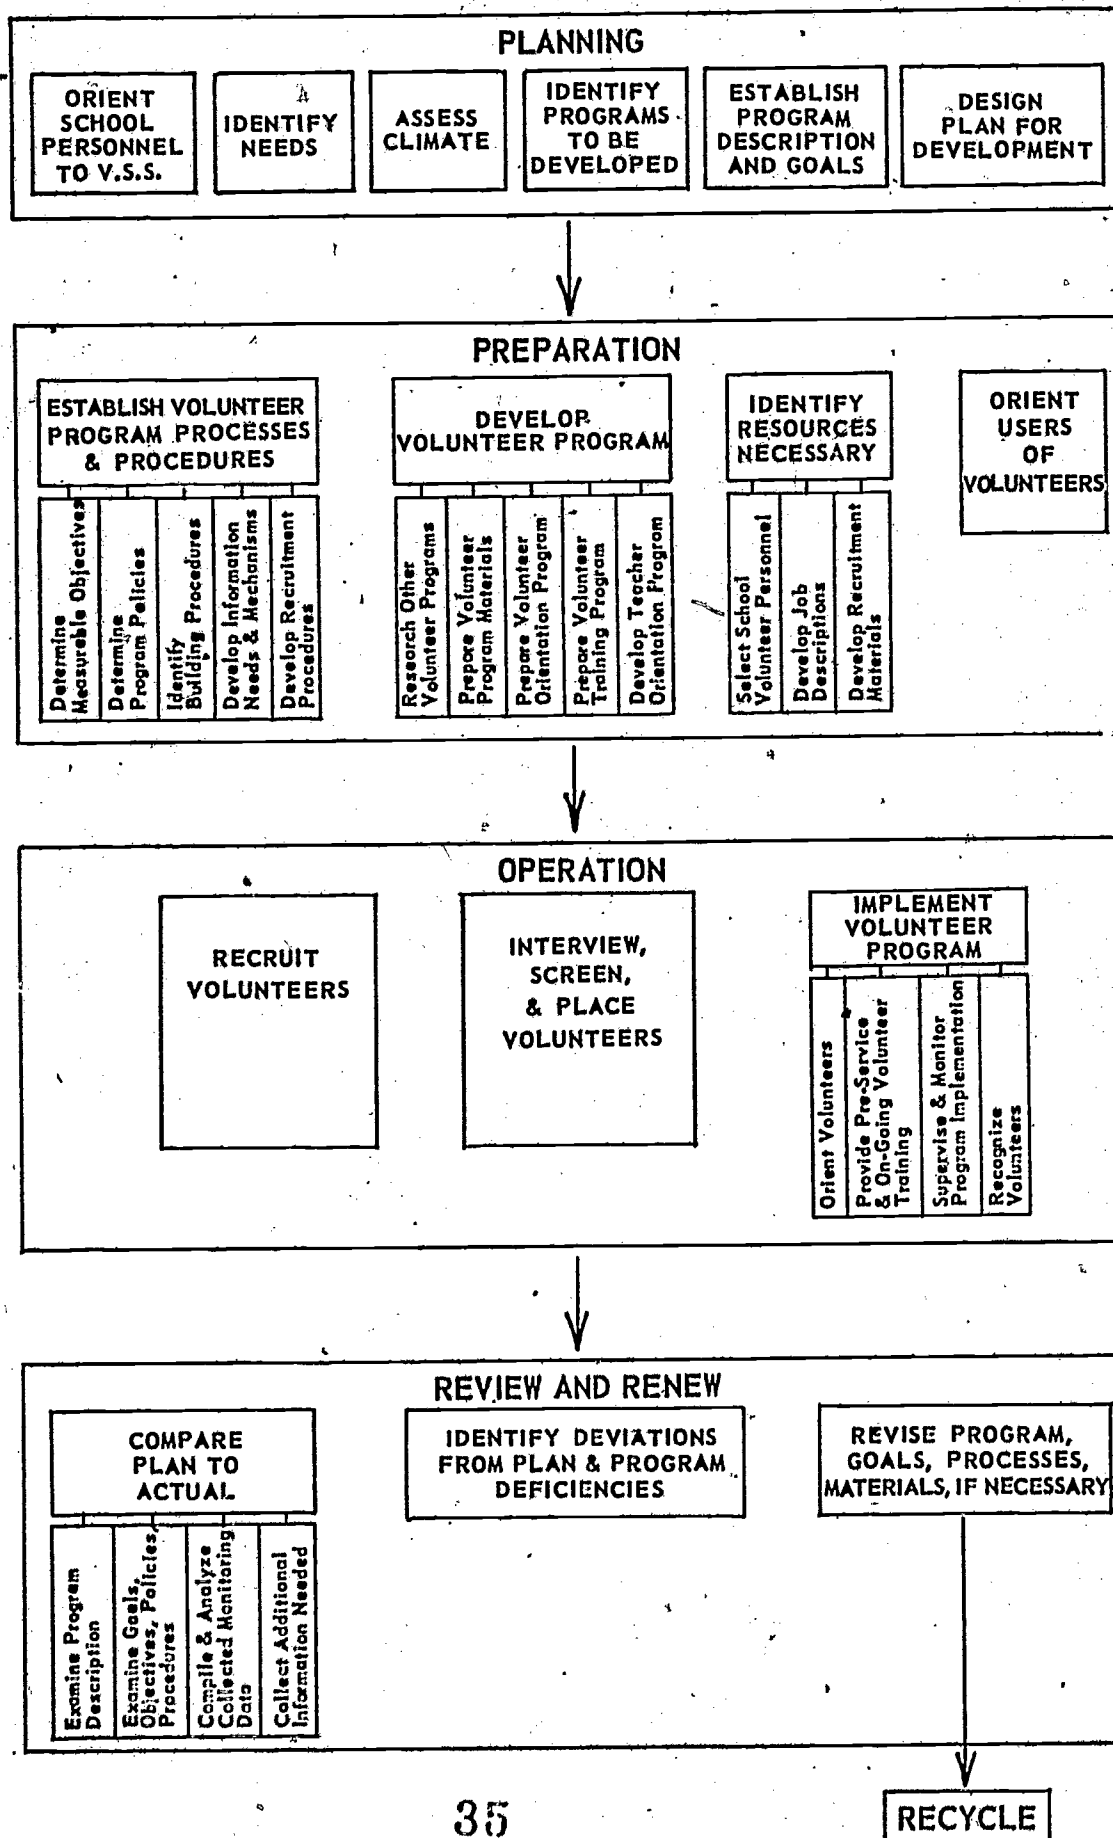 PLANNING
ORIENT
SCHOOL
PERSONNEL
TO V.S.S.
IDENTIFY
NEEDS
ASSESS
CLIMATE
IDENTIFY
PROGRAMS
TO BE
DEVELOPED
ESTABLISH
PROGRAM
DESCRIPTION
AND GOALS
DESIGN
PLAN FOR
DEVELOPMENT
PREPARATION
ESTABLISH VOLUNTEER
PROGRAM PROCESSES
& PROCEDURES
Determine
Measurable Objectives
Determine
Program Policies
Identify
Building Procedures
Develop Information
Needs & Mechanisms
Develop Recruitment
Procedures
DEVELOP
VOLUNTEER PROGRAM
Research Other
Volunteer Programs
Prepare Volunteer
Program Materials
Prepare Volunteer
Orientation Program
Prepare Volunteer
Training Program
Develop Teacher
Orientation Program
IDENTIFY
RESOURCES
NECESSARY
Select School
Volunteer Personnel
Develop Job
Descriptions
Develop Recruitment
Materials
ORIENT
USERS
OF
VOLUNTEERS
OPERATION
RECRUIT
VOLUNTEERS
INTERVIEW,
SCREEN,
& PLACE
VOLUNTEERS
IMPLEMENT
VOLUNTEER
PROGRAM
Orient Volunteers
Provide Pre-Service
& On-Going Volunteer
Training
Supervise & Monitor
Program Implementation
Recognize
Volunteers
REVIEW AND RENEW
COMPARE
PLAN TO
ACTUAL
Examine Program
Description
Examine Goals,
Objectives, Policies,
Procedures
Compile & Analyze
Collected Monitoring
Data
Collect Additional
Information Needed
IDENTIFY DEVIATIONS
FROM PLAN & PROGRAM
DEFICIENCIES
REVISE PROGRAM,
GOALS, PROCESSES,
MATERIALS, IF NECESSARY
RECYCLE
35